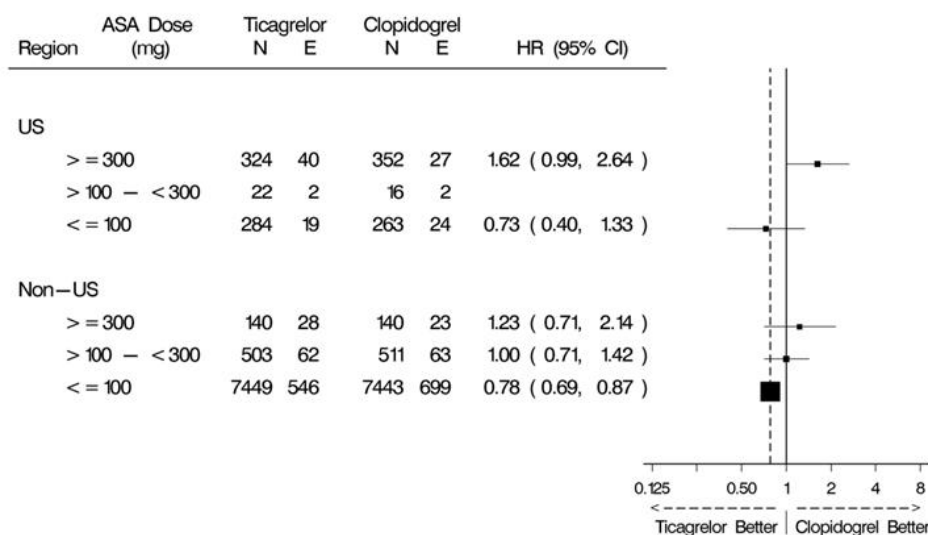 Region ASA Dose (mg) Ticagrelor N E Clopidogrel N E HR (95% CI)
US
>=300 324 40 352 27 1.62 (0.99, 2.64)
>100 – <300 22 2 16 2
<=100 284 19 263 24 0.73 (0.40, 1.33)
Non–US
>=300 140 28 140 23 1.23 (0.71, 2.14)
>100 – <300 503 62 511 63 1.00 (0.71, 1.42)
<=100 7449 546 7443 699 0.78 (0.69, 0.87)
0.125 0.50 1 2 4 8
Ticagrelor Better Clopidogrel Better